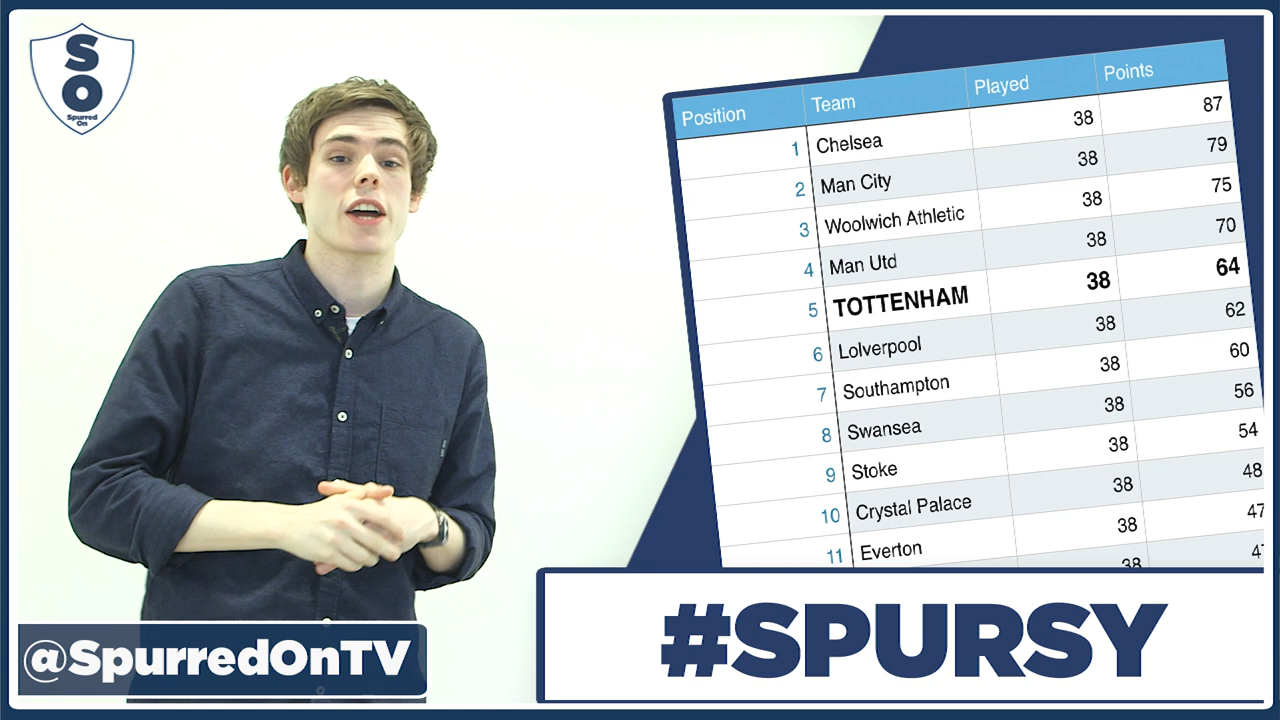 S
O
Spurred
On
Position Team Played Points
1 Chelsea 38 87
2 Man City 38 79
3 Woolwich Athletic 38 75
4 Man Utd 38 70
5 TOTTENHAM 38 64
6 Lolverpool 38 62
7 Southampton 38 60
8 Swansea 38 56
9 Stoke 38 54
10 Crystal Palace 38 48
11 Everton 38 47
38 47
#SPURSY
@SpurredOnTV